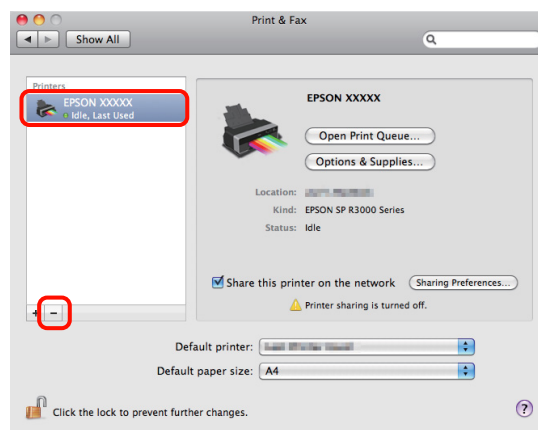 Print & Fax
Show All
Printers
EPSON XXXXX
Idle, Last Used
EPSON XXXXX
Open Print Queue...
Options & Supplies...
Location:
Kind: EPSON SP R3000 Series
Status: Idle
Share this printer on the network Sharing Preferences...
Printer sharing is turned off.
+ −
Default printer:
Default paper size: A4
Click the lock to prevent further changes.
?